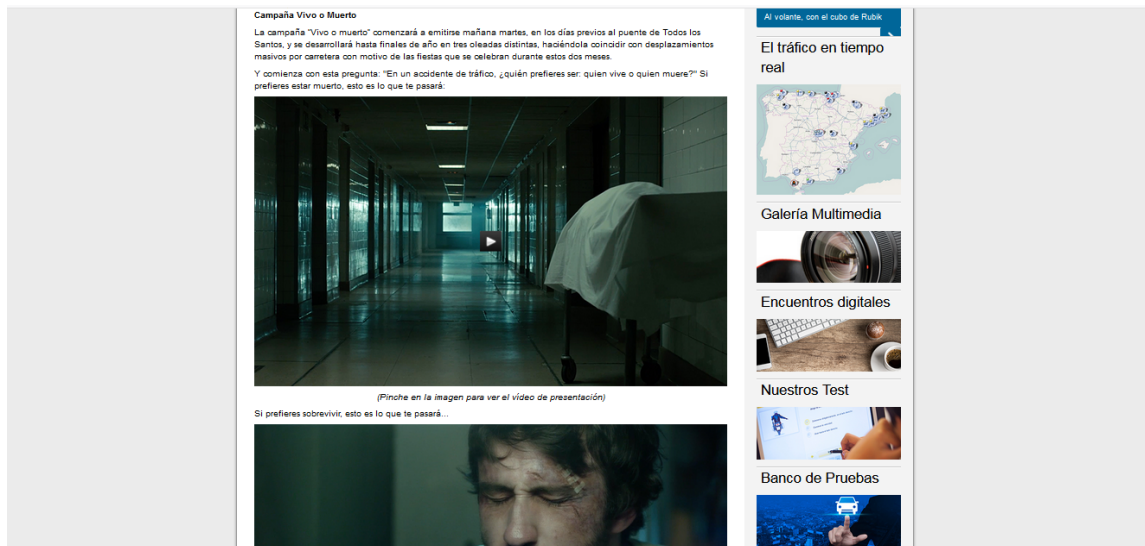 Campaña Vivo o Muerto
La campaña "Vivo o muerto" comenzará a emitirse mañana martes, en los días previos al puente de Todos los
Santos, y se desarrollará hasta finales de año en tres oleadas distintas, haciéndola coincidir con desplazamientos
masivos por carretera con motivo de las fiestas que se celebran durante estos dos meses.
Y comienza con esta pregunta: "En un accidente de tráfico, ¿quién prefieres ser: quien vive o quien muere?" Si
prefieres estar muerto, esto es lo que te pasará:
(Pinche en la imagen para ver el vídeo de presentación)
Si prefieres sobrevivir, esto es lo que te pasará...
Al volante, con el cubo de Rubik
El tráfico en tiempo
real
Galería Multimedia
Encuentros digitales
Nuestros Test
Banco de Pruebas